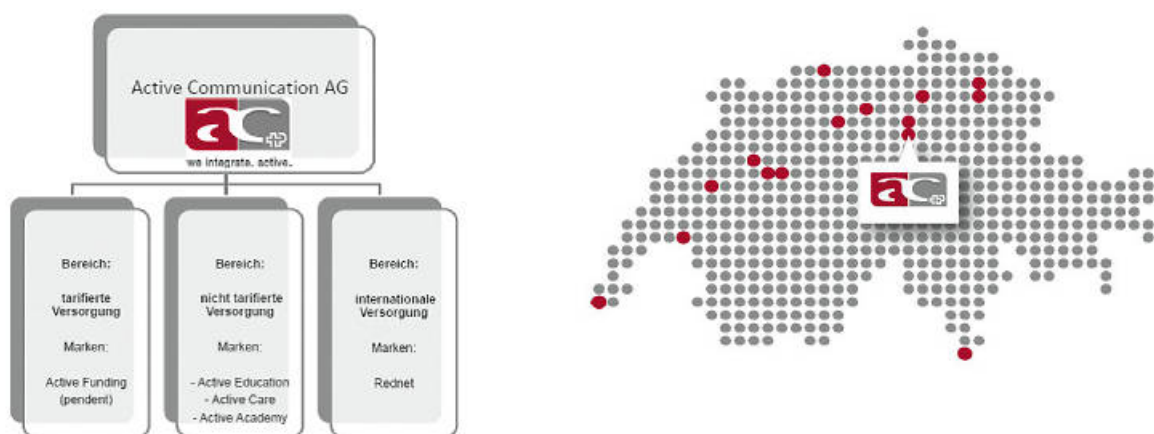 Active Communication AG
ac
we integrate. active.
Bereich:
tarifierte
Versorgung
Marken:
Active Funding
(pendent)
Bereich:
nicht tarifierte
Versorgung
Marken:
- Active Education
- Active Care
- Active Academy
Bereich:
internationale
Versorgung
Marken:
Rednet
ac